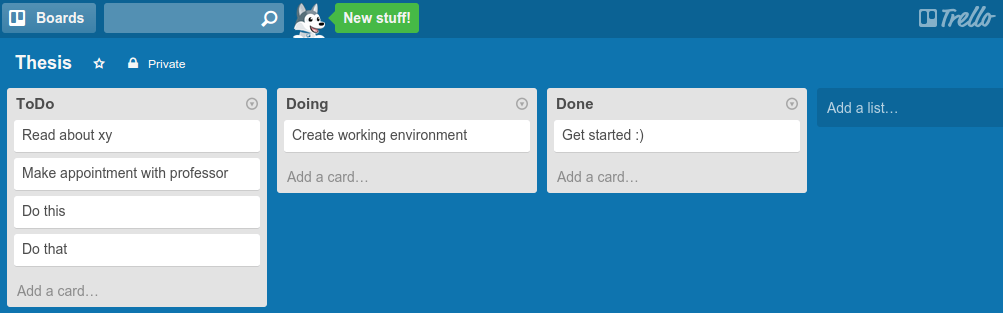 Boards
New stuff!
Trello
Thesis
Private
ToDo
Read about xy
Make appointment with professor
Do this
Do that
Add a card…
Doing
Create working environment
Add a card…
Done
Get started :)
Add a card…
Add a list…